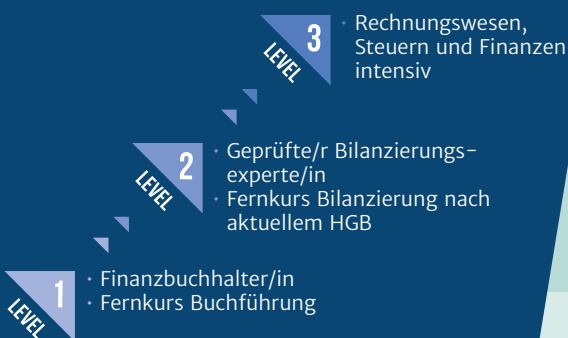 3
LEVEL
· Rechnungswesen,
Steuern und Finanzen
intensiv
2
LEVEL
· Geprüfte/r Bilanzierungs-
experte/in
· Fernkurs Bilanzierung nach
aktuellem HGB
1
LEVEL
· Finanzbuchhalter/in
· Fernkurs Buchführung